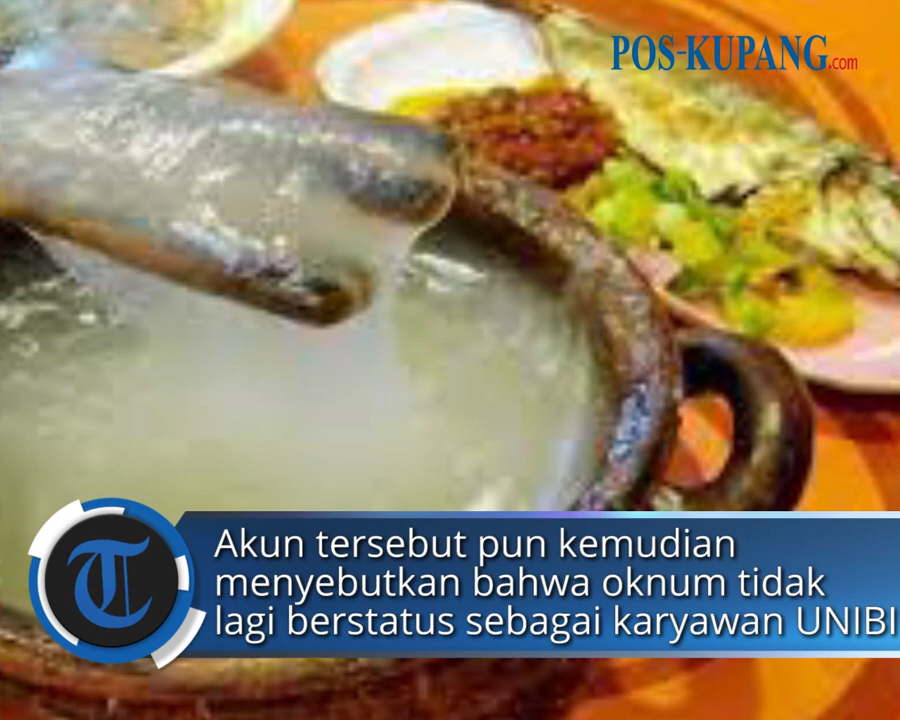 POS-KUPANG.com
T
Akun tersebut pun kemudian
menyebutkan bahwa oknum tidak
lagi berstatus sebagai karyawan UNIBI